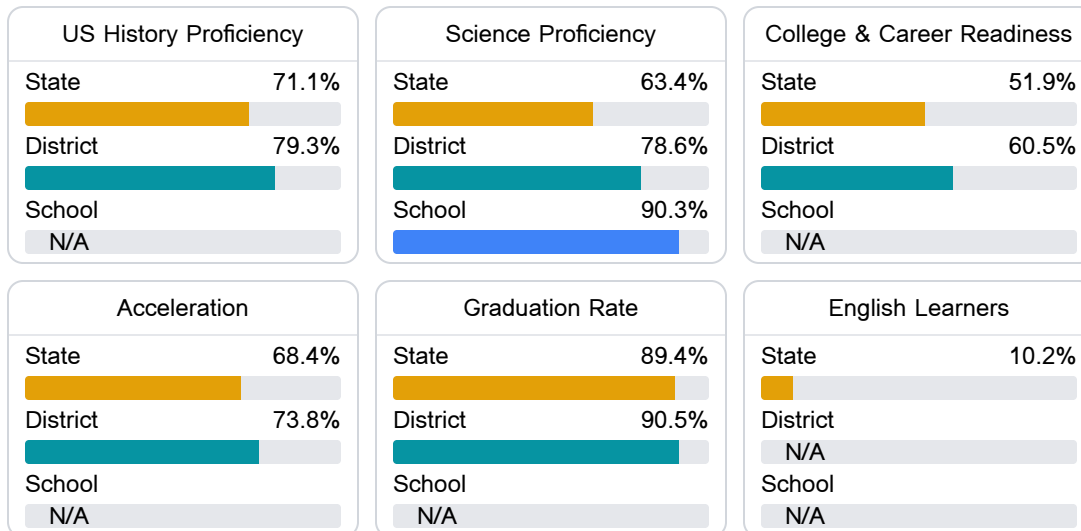 US History Proficiency
State 71.1%
District 79.3%
School
N/A
Science Proficiency
State 63.4%
District 78.6%
School 90.3%
College & Career Readiness
State 51.9%
District 60.5%
School
N/A
Acceleration
State 68.4%
District 73.8%
School
N/A
Graduation Rate
State 89.4%
District 90.5%
School
N/A
English Learners
State 10.2%
District
N/A
School
N/A